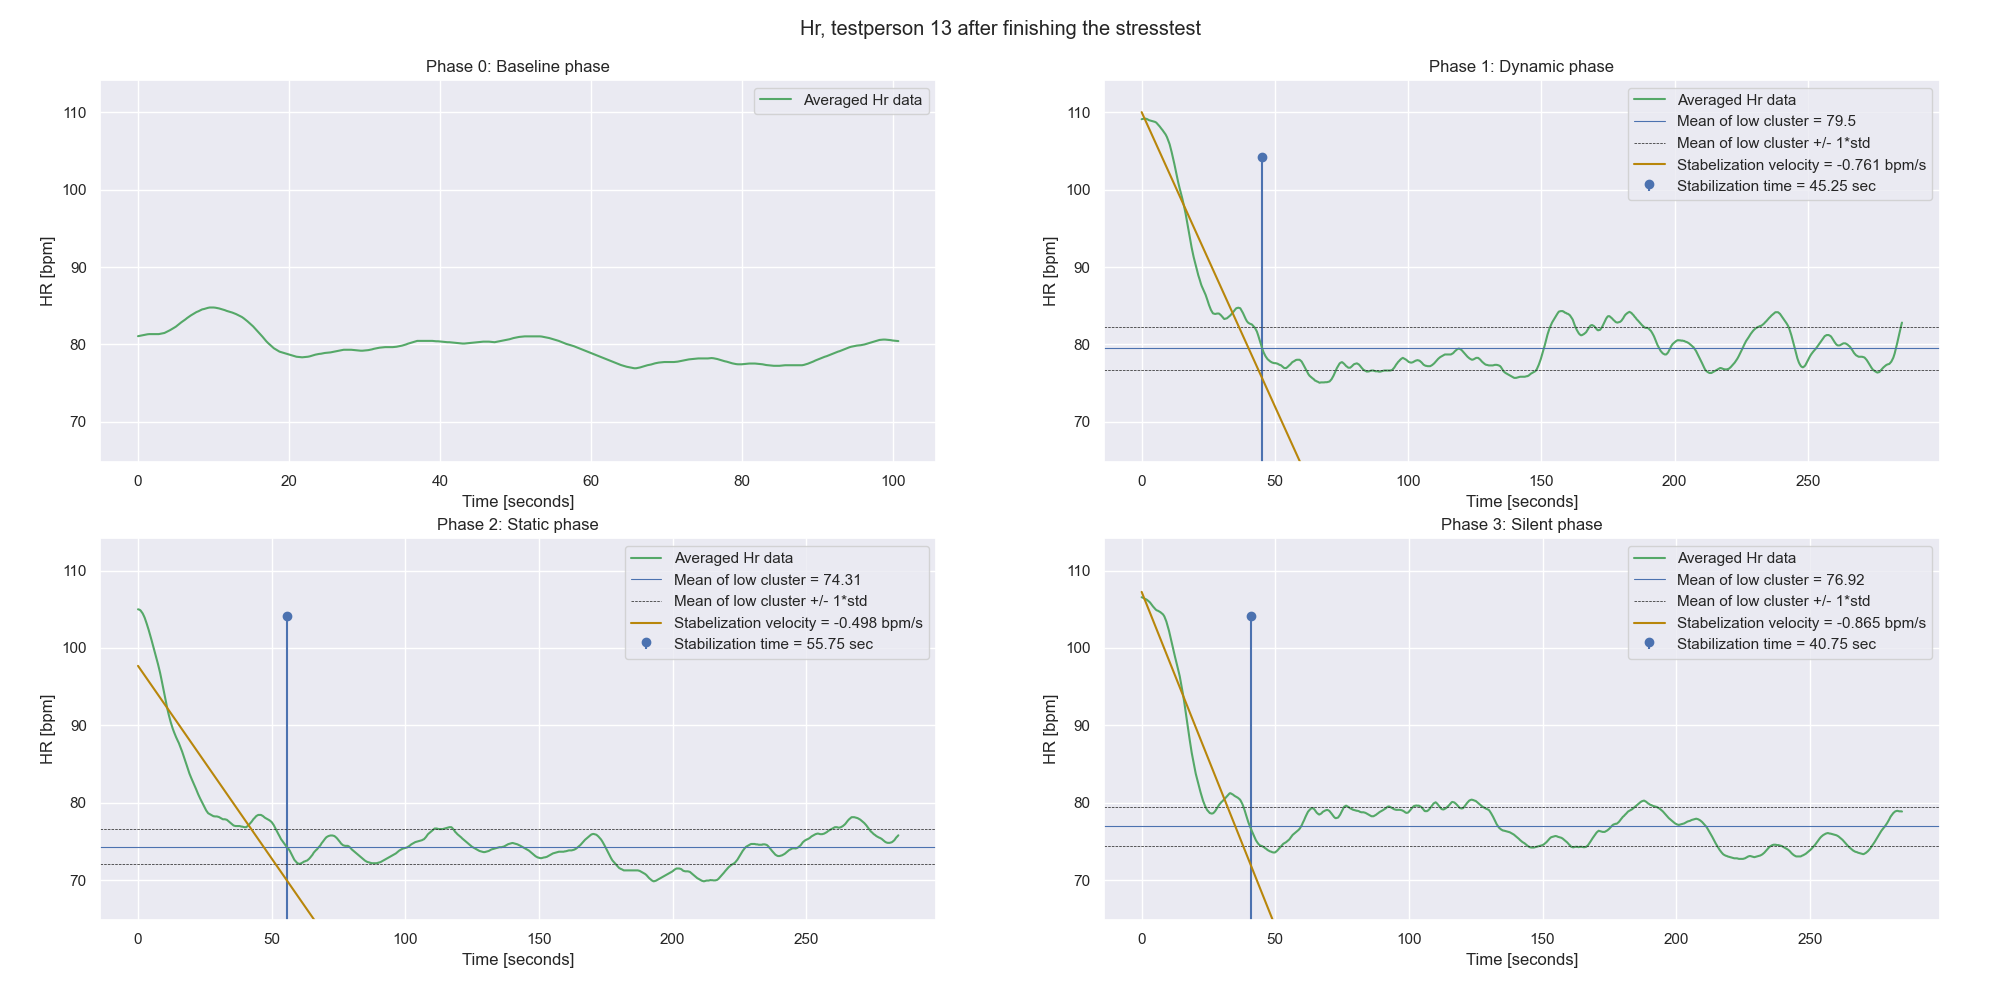 Hr, testperson 13 after finishing the stresstest
Phase 0: Baseline phase
Averaged Hr data
110
100
90
80
70
HR [bpm]
0 20 40 60 80 100
Time [seconds]
Phase 1: Dynamic phase
Averaged Hr data
Mean of low cluster = 79.5
Mean of low cluster +/- 1*std
Stabelization velocity = -0.761 bpm/s
Stabilization time = 45.25 sec
110
100
90
80
70
HR [bpm]
0 50 100 150 200 250
Time [seconds]
Phase 2: Static phase
Averaged Hr data
Mean of low cluster = 74.31
Mean of low cluster +/- 1*std
Stabelization velocity = -0.498 bpm/s
Stabilization time = 55.75 sec
110
100
90
80
70
HR [bpm]
0 50 100 150 200 250
Time [seconds]
Phase 3: Silent phase
Averaged Hr data
Mean of low cluster = 76.92
Mean of low cluster +/- 1*std
Stabelization velocity = -0.865 bpm/s
Stabilization time = 40.75 sec
110
100
90
80
70
HR [bpm]
0 50 100 150 200 250
Time [seconds]